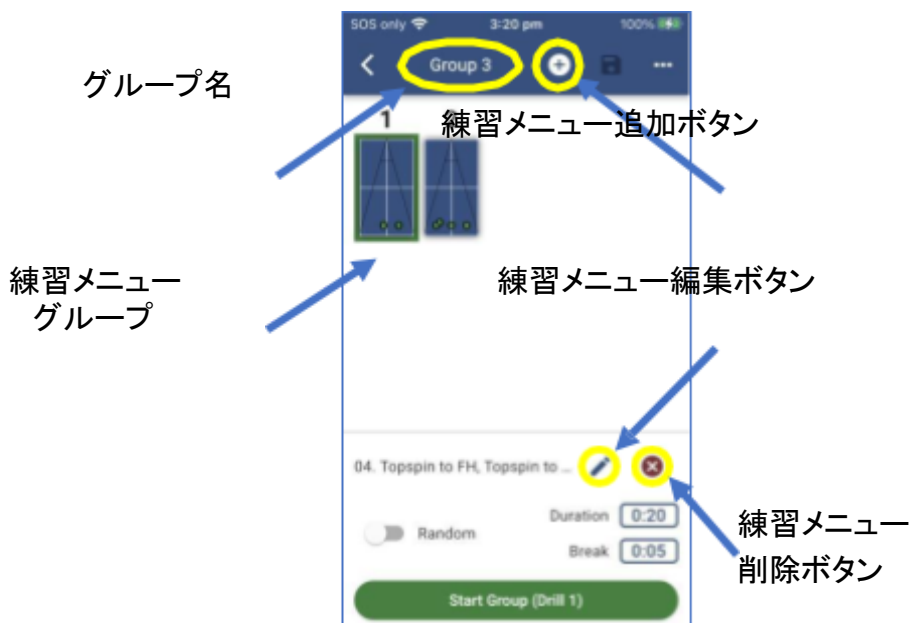 SOS only 3:20 pm 100%
Group 3
グループ名
練習メニュー追加ボタン
1
練習メニュー
グループ
練習メニュー編集ボタン
04. Topspin to FH, Topspin to ...
Duration 0:20
Random
Break 0:05
練習メニュー
削除ボタン
Start Group (Drill 1)